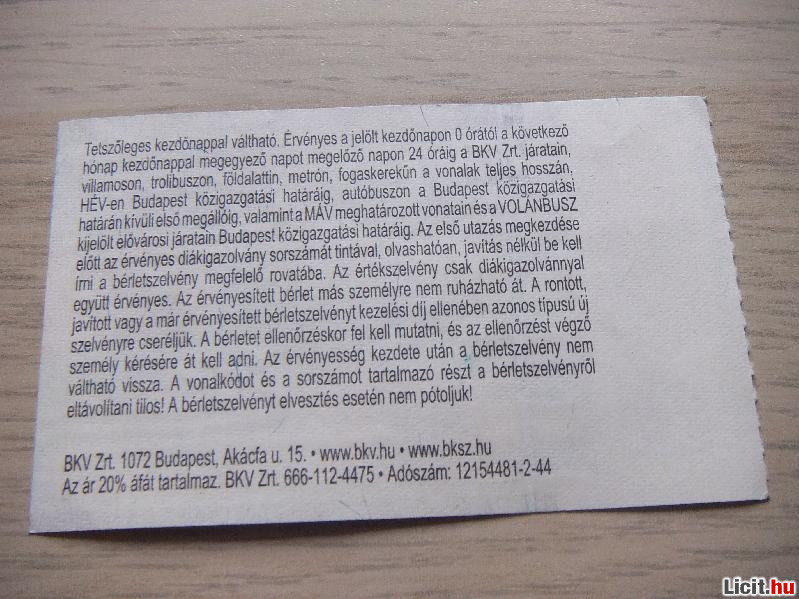 Tetszőleges kezdőnappal váltható. Érvényes a jelölt kezdőnapon 0 órától a következő
hónap kezdőnappal megegyező napot megelőző napon 24 óráig a BKV Zrt. járatain,
villamoson, trolibuszon, földalattin, metrón, fogaskerekűn a vonalak teljes hosszán,
HÉV-en Budapest közigazgatási határáig, autóbuszon a Budapest közigazgatási
határán kívüli első megállóig, valamint a MÁV meghatározott vonatain és a VOLÁNBUSZ
kijelölt elővárosi járatain Budapest közigazgatási határáig. Az első utazás megkezdése
előtt az érvényes diákigazolvány sorszámát tintával, olvashatóan, javítás nélkül be kell
írni a bérletszelvény megfelelő rovatába. Az értékszelvény csak diákigazolvánnyal
együtt érvényes. Az érvényesített bérlet más személyre nem ruházható át. A rontott,
javított vagy a már érvényesített bérletszelvényt kezelési díj ellenében azonos típusú új
szelvényre cseréljük. A bérletet ellenőrzéskor fel kell mutatni, és az ellenőrzést végző
személy kérésére át kell adni. Az érvényesség kezdete után a bérletszelvény nem
váltható vissza. A vonalkódot és a sorszámot tartalmazó részt a bérletszelvényről
eltávolítani tilos! A bérletszelvényt elvesztés esetén nem pótoljuk!
BKV Zrt. 1072 Budapest, Akácfa u. 15. • www.bkv.hu • www.bksz.hu
Az ár 20% áfát tartalmaz. BKV Zrt. 666-112-4475 • Adószám: 12154481-2-44
Licit.hu